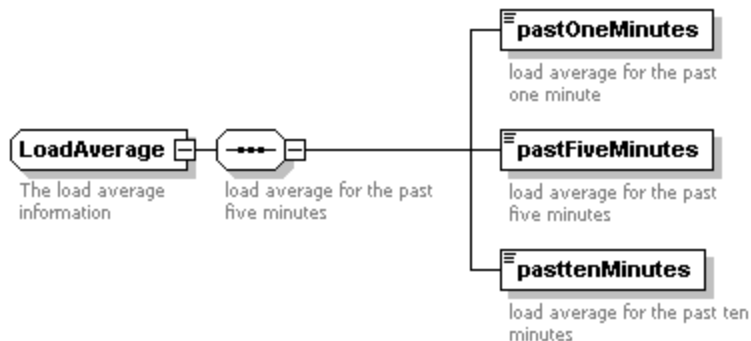 pastOneMinutes
load average for the past
one minute
LoadAverage
The load average
information
load average for the past
five minutes
pastFiveMinutes
load average for the past
five minutes
pasttenMinutes
load average for the past ten
minutes